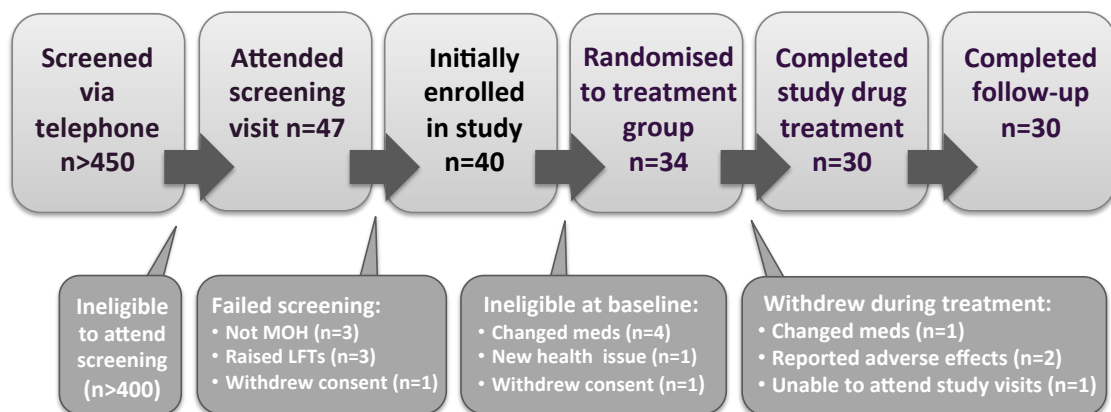 Screened
via
telephone
n>450
Attended
screening
visit n=47
Initially
enrolled
in study
n=40
Randomised
to treatment
group
n=34
Completed
study drug
treatment
n=30
Completed
follow-up
n=30
Ineligible
to attend
screening
(n>400)
Failed screening:
• Not MOH (n=3)
• Raised LFTs (n=3)
• Withdrew consent (n=1)
Ineligible at baseline:
• Changed meds (n=4)
• New health issue (n=1)
• Withdrew consent (n=1)
Withdrew during treatment:
• Changed meds (n=1)
• Reported adverse effects (n=2)
• Unable to attend study visits (n=1)